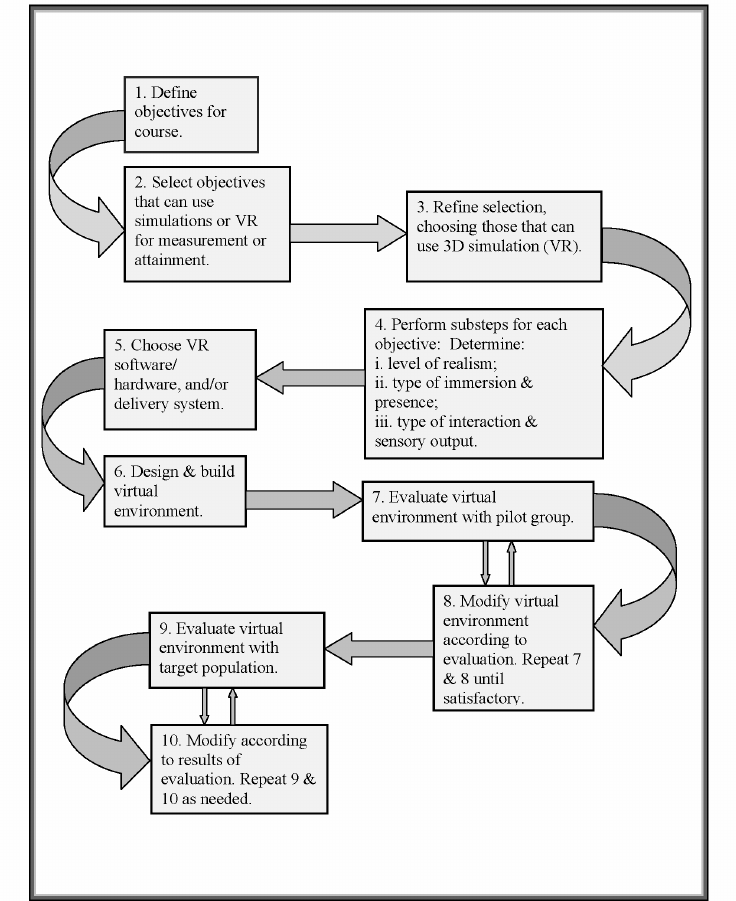 1. Define
objectives for
course.
2. Select objectives
that can use
simulations or VR
for measurement or
attainment.
3. Refine selection,
choosing those that can
use 3D simulation (VR).
4. Perform substeps for each
objective: Determine:
i. level of realism;
ii. type of immersion &
presence;
iii. type of interaction &
sensory output.
5. Choose VR
software/
hardware, and/or
delivery system.
6. Design & build
virtual
environment.
7. Evaluate virtual
environment with pilot group.
8. Modify virtual
environment
according to
evaluation. Repeat 7
& 8 until
satisfactory.
9. Evaluate virtual
environment with
target population.
10. Modify according
to results of
evaluation. Repeat 9 &
10 as needed.